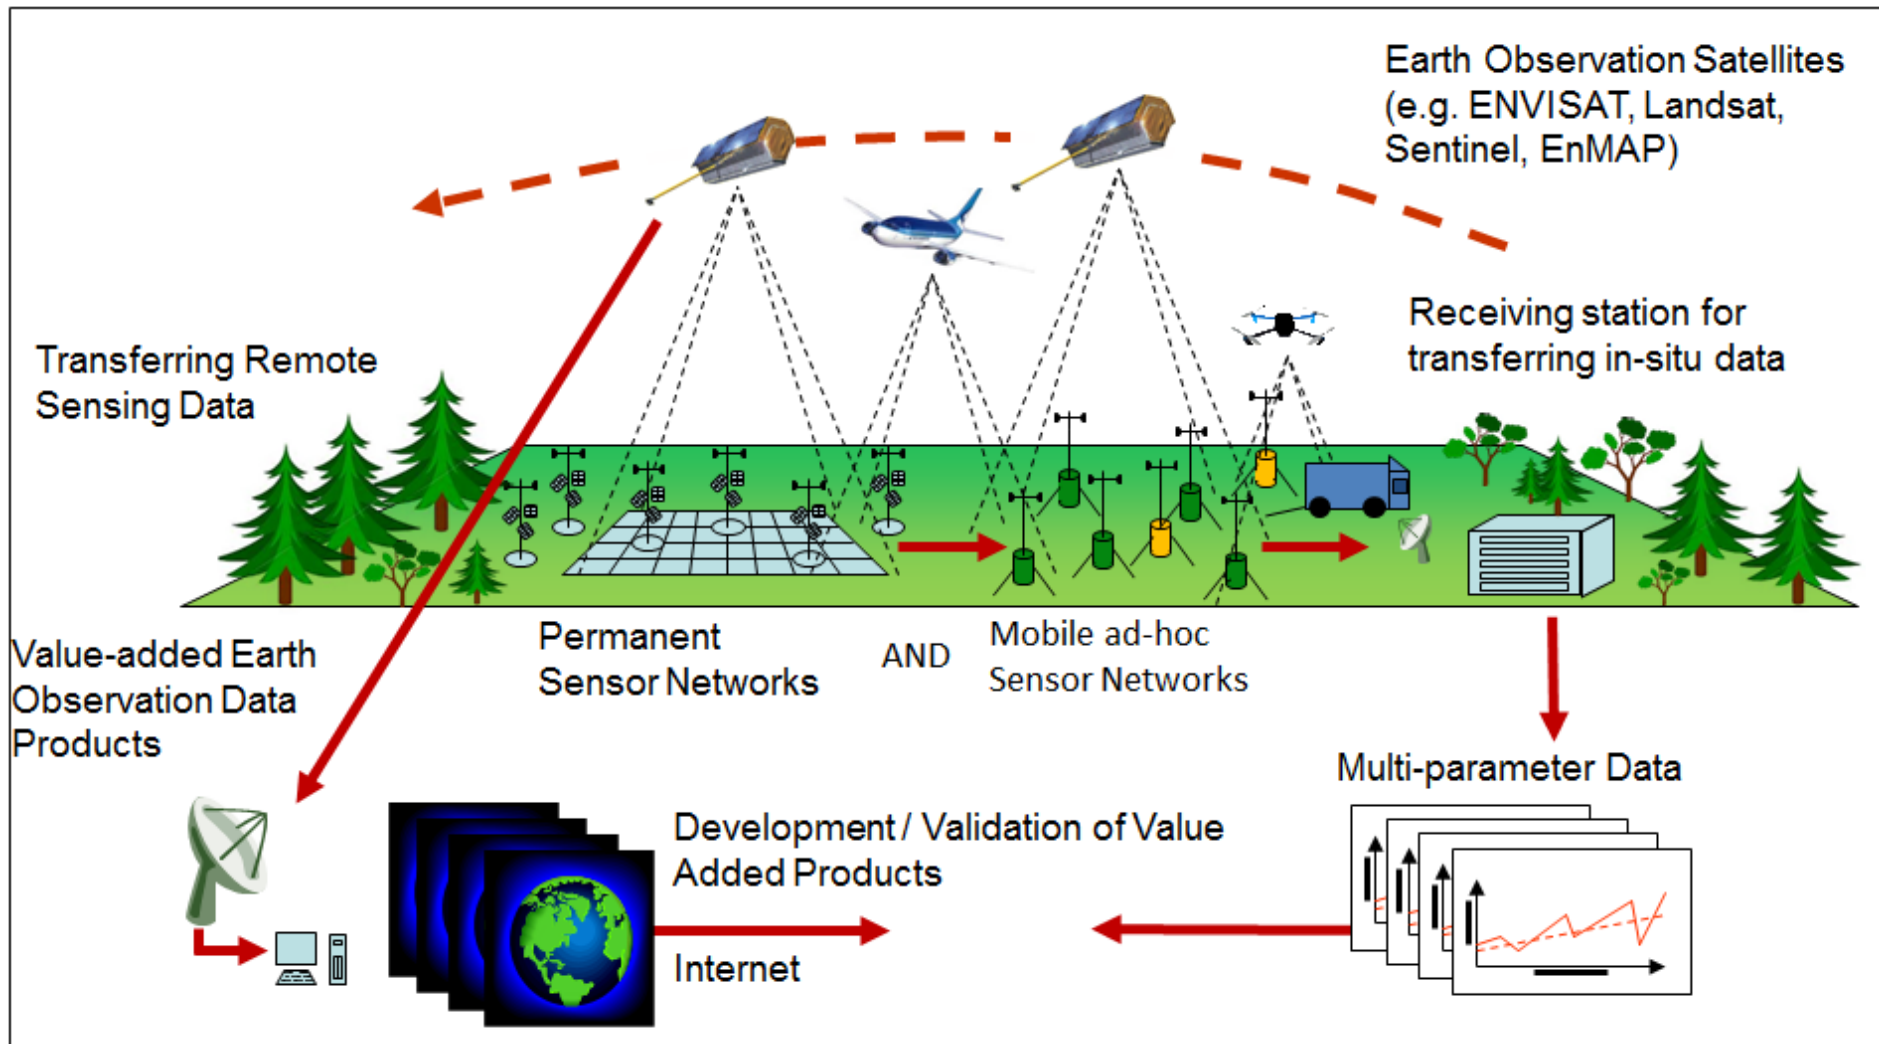 Earth Observation Satellites
(e.g. ENVISAT, Landsat,
Sentinel, EnMAP)
Receiving station for
transferring in-situ data
Transferring Remote
Sensing Data
Permanent
Sensor Networks
AND
Mobile ad-hoc
Sensor Networks
Value-added Earth
Observation Data
Products
Multi-parameter Data
Development / Validation of Value
Added Products
Internet